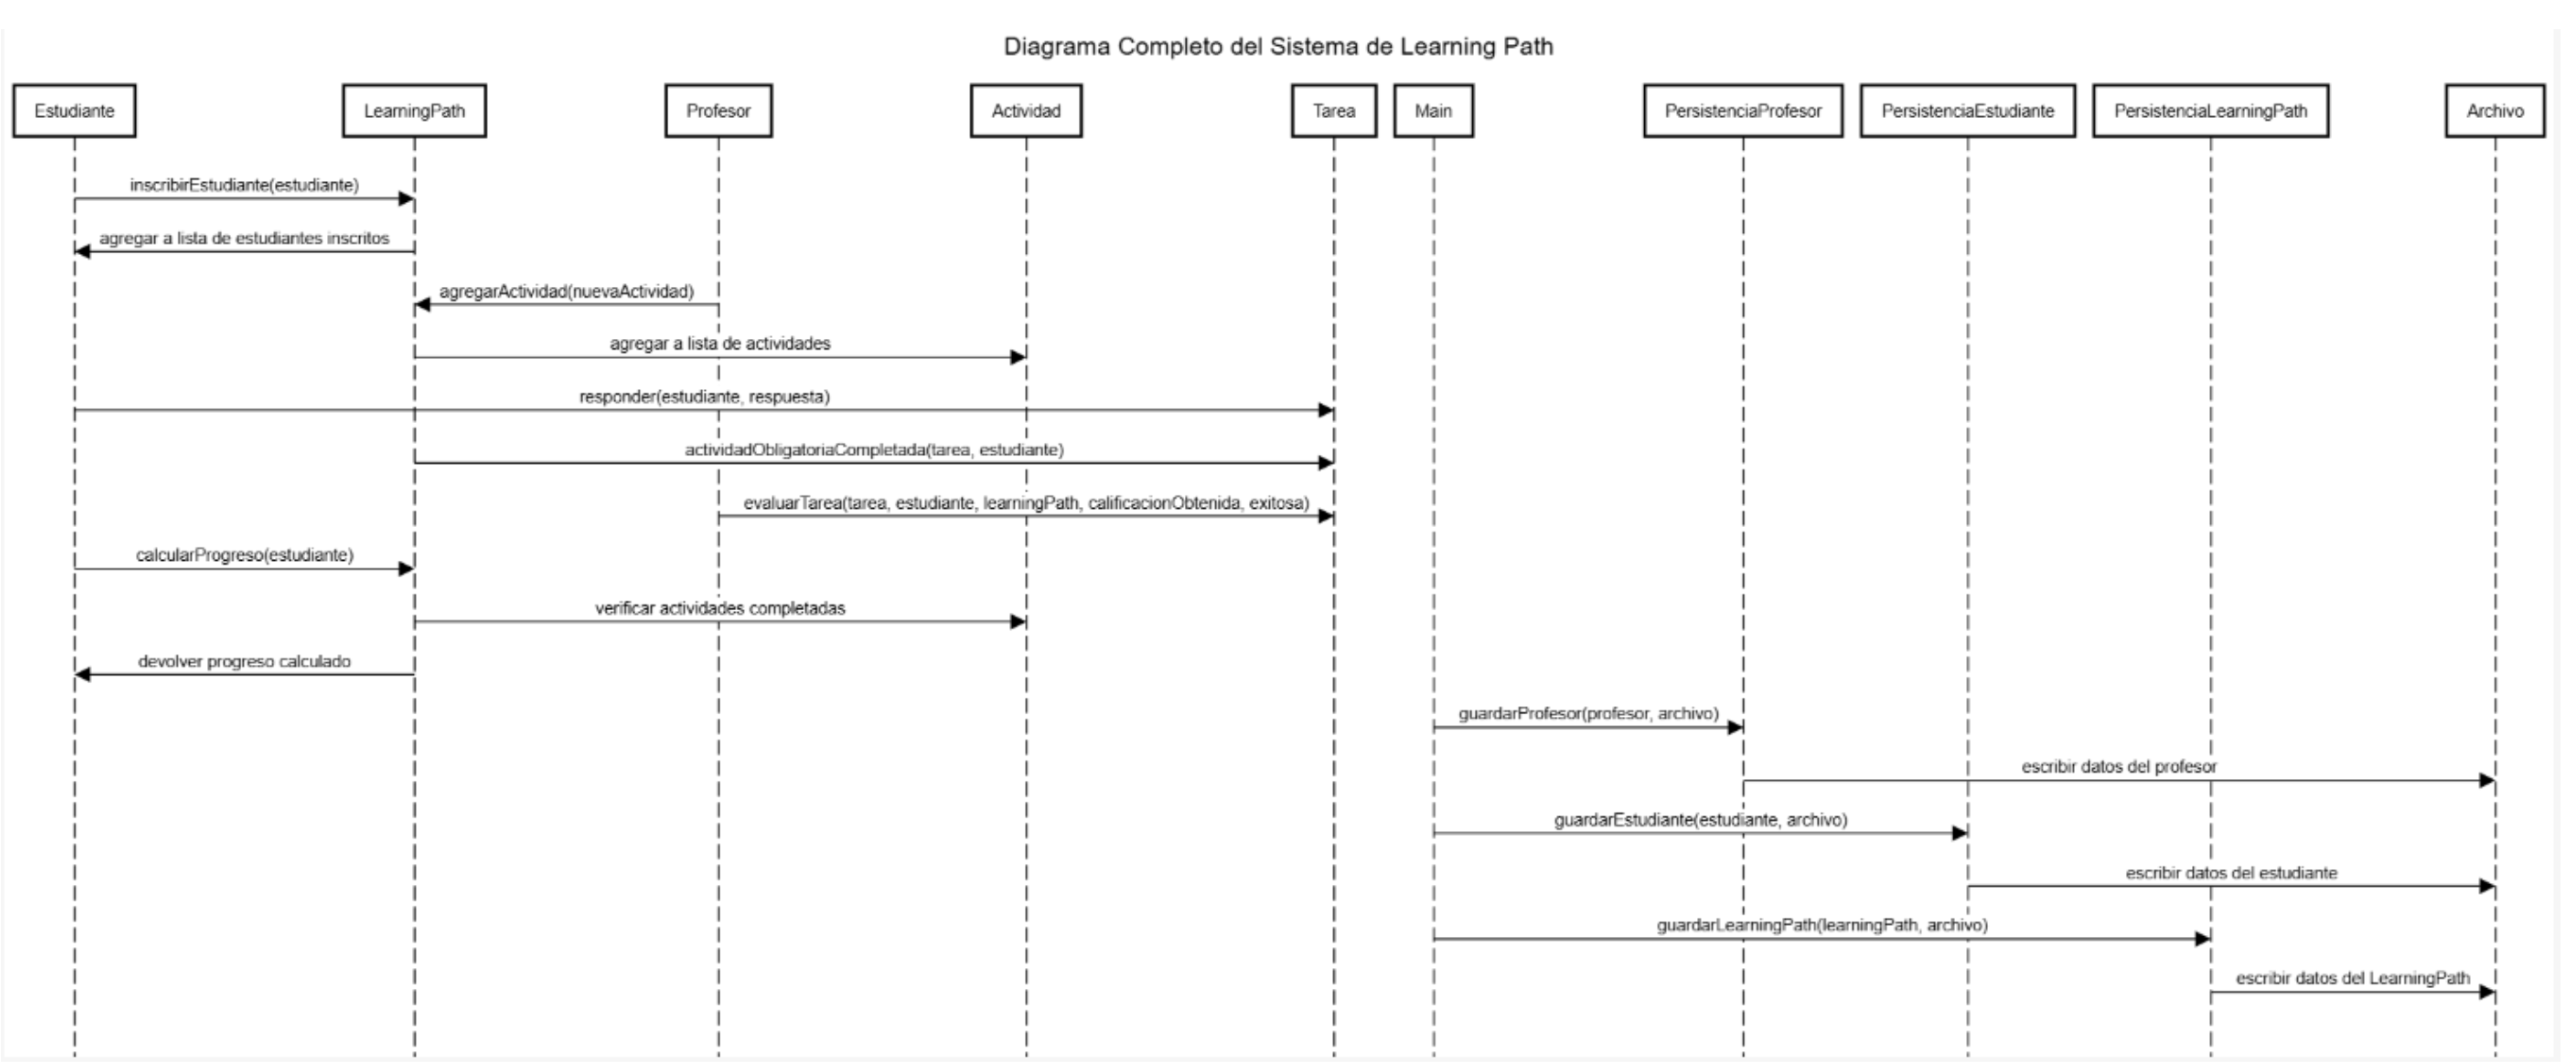 Diagrama Completo del Sistema de Learning Path
Estudiante
LearningPath
Profesor
Actividad
Tarea
Main
PersistenciaProfesor
PersistenciaEstudiante
PersistenciaLearningPath
Archivo
inscribirEstudiante(estudiante)
agregar a lista de estudiantes inscritos
agregarActividad(nuevaActividad)
agregar a lista de actividades
responder(estudiante, respuesta)
actividadObligatoriaCompletada(tarea, estudiante)
evaluarTarea(tarea, estudiante, learningPath, calificacionObtenida, exitosa)
calcularProgreso(estudiante)
verificar actividades completadas
devolver progreso calculado
guardarProfesor(profesor, archivo)
escribir datos del profesor
guardarEstudiante(estudiante, archivo)
escribir datos del estudiante
guardarLearningPath(learningPath, archivo)
escribir datos del LearningPath